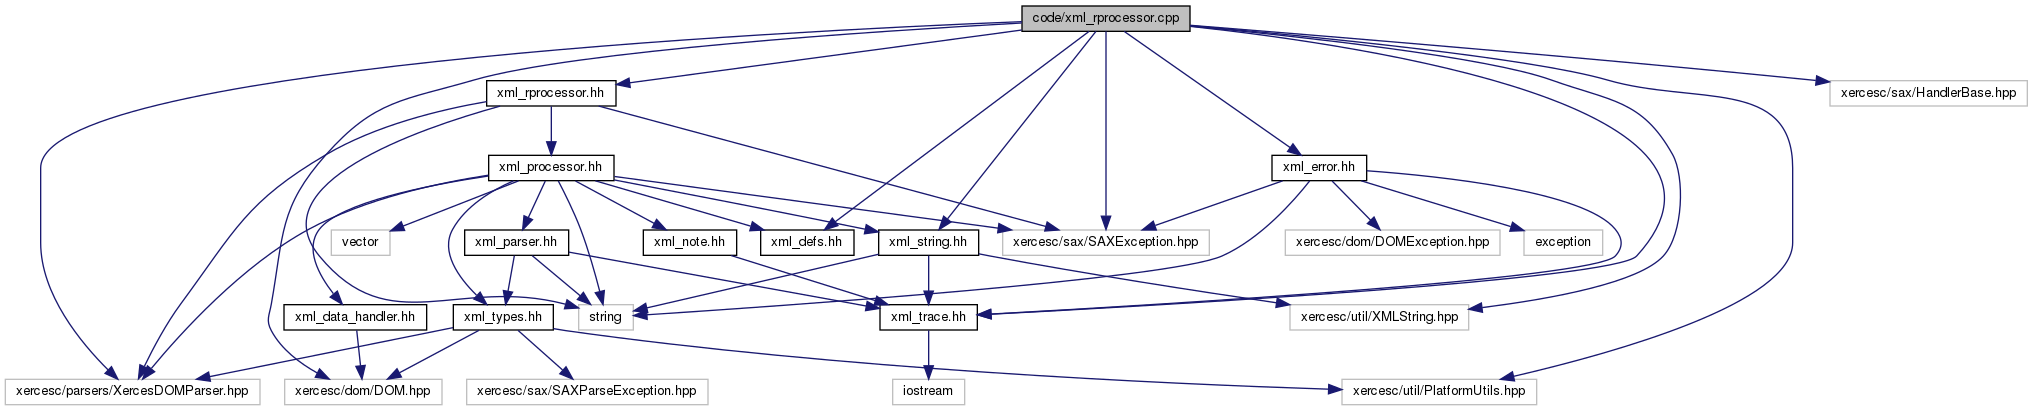 code/xml_rprocessor.cpp
xml_rprocessor.hh
xercesc/sax/HandlerBase.hpp
xml_processor.hh
xml_error.hh
vector
xml_parser.hh
xml_note.hh
xml_defs.hh
xml_string.hh
xercesc/sax/SAXException.hpp
xercesc/dom/DOMException.hpp
exception
xml_data_handler.hh
xml_types.hh
string
xml_trace.hh
xercesc/util/XMLString.hpp
xercesc/parsers/XercesDOMParser.hpp
xercesc/dom/DOM.hpp
xercesc/sax/SAXParseException.hpp
iostream
xercesc/util/PlatformUtils.hpp